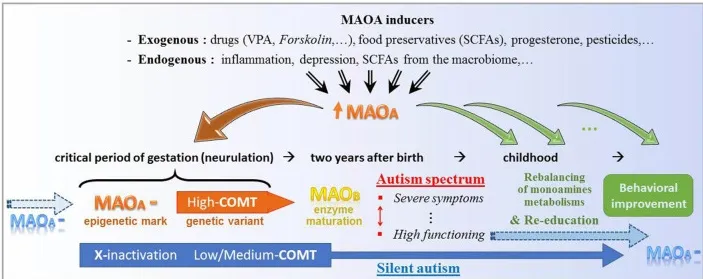 MAOA inducers
- Exogenous : drugs (VPA, Forskolin,…), food preservatives (SCFAs), progesterone, pesticides,…
- Endogenous : inflammation, depression, SCFAs from the macrobiome,…
↑ MAOA
…
critical period of gestation (neurulation) → two years after birth → childhood →
MAOA =
epigenetic mark
High-COMT
genetic variant
MAOB
enzyme
maturation
Autism spectrum
▪ Severe symptoms
⋮
▪ High functioning
Rebalancing
of monoamines
metabolisms
& Re-education
Behavioral
improvement
MAOA -
X-inactivation Low/Medium-COMT
Silent autism
MAOA -